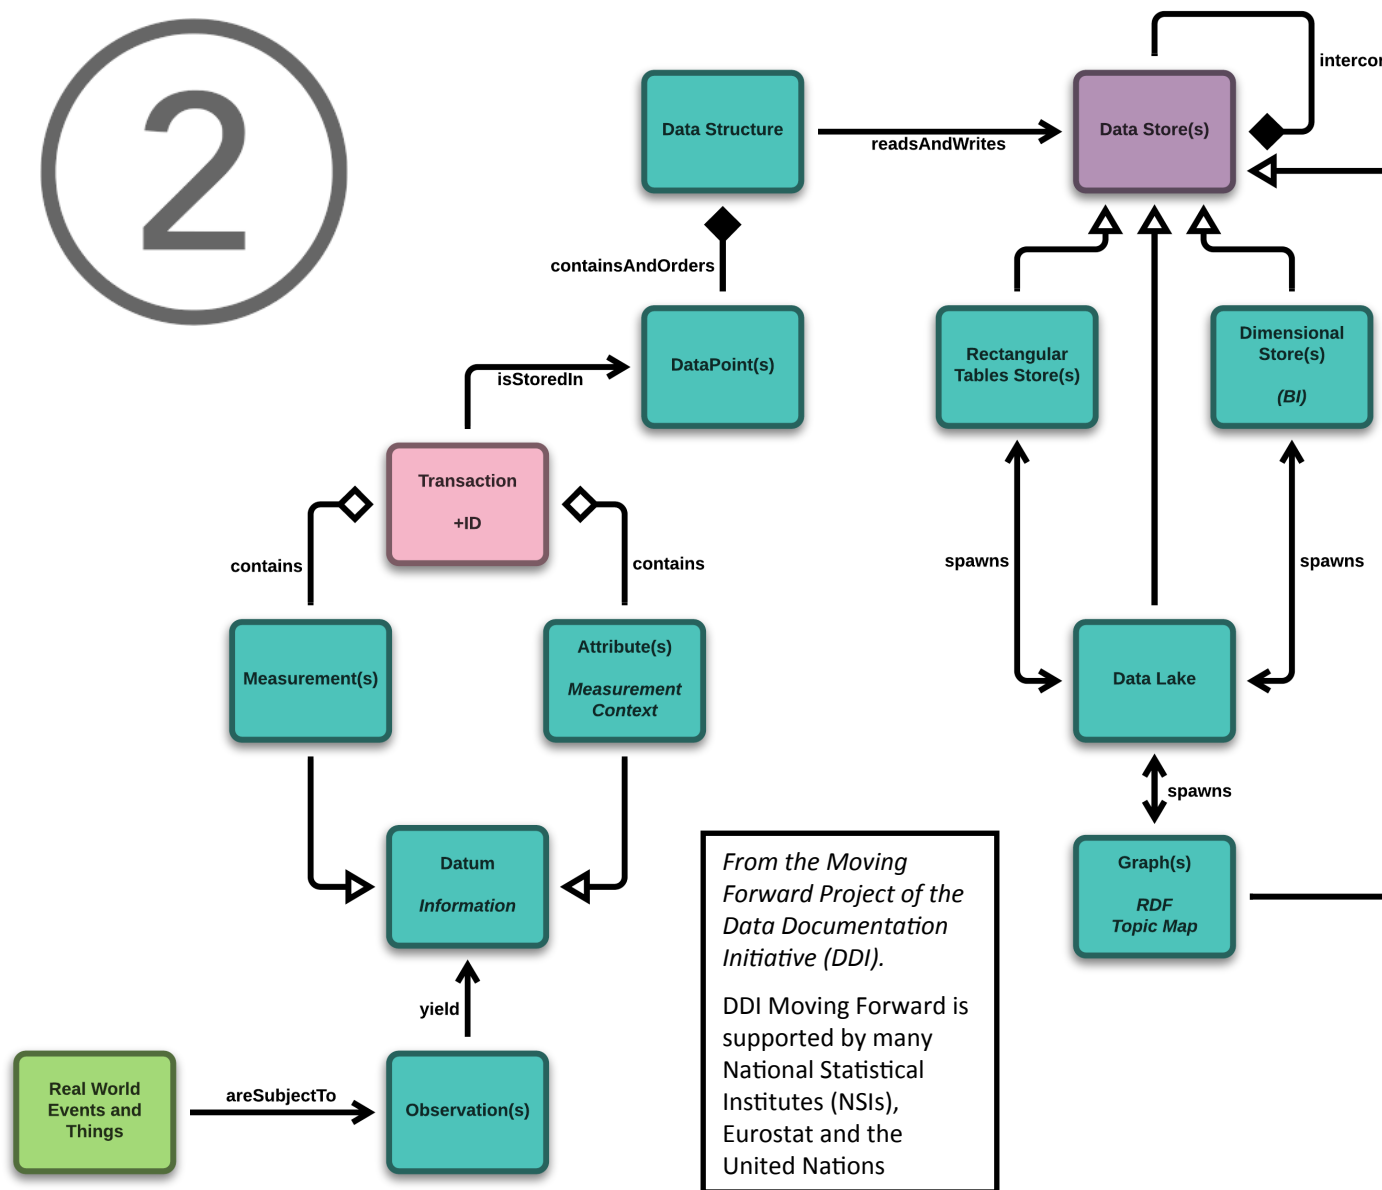 2
intercor
Data Structure
readsAndWrites
Data Store(s)
containsAndOrders
isStoredIn
DataPoint(s)
Rectangular
Tables Store(s)
Dimensional
Store(s)
(BI)
Transaction
+ID
contains
contains
spawns
spawns
Measurement(s)
Attribute(s)
Measurement
Context
Data Lake
spawns
Datum
Information
Graph(s)
RDF
Topic Map
yield
Real World
Events and
Things
areSubjectTo
Observation(s)
From the Moving
Forward Project of the
Data Documentation
Initiative (DDI).
DDI Moving Forward is
supported by many
National Statistical
Institutes (NSIs),
Eurostat and the
United Nations